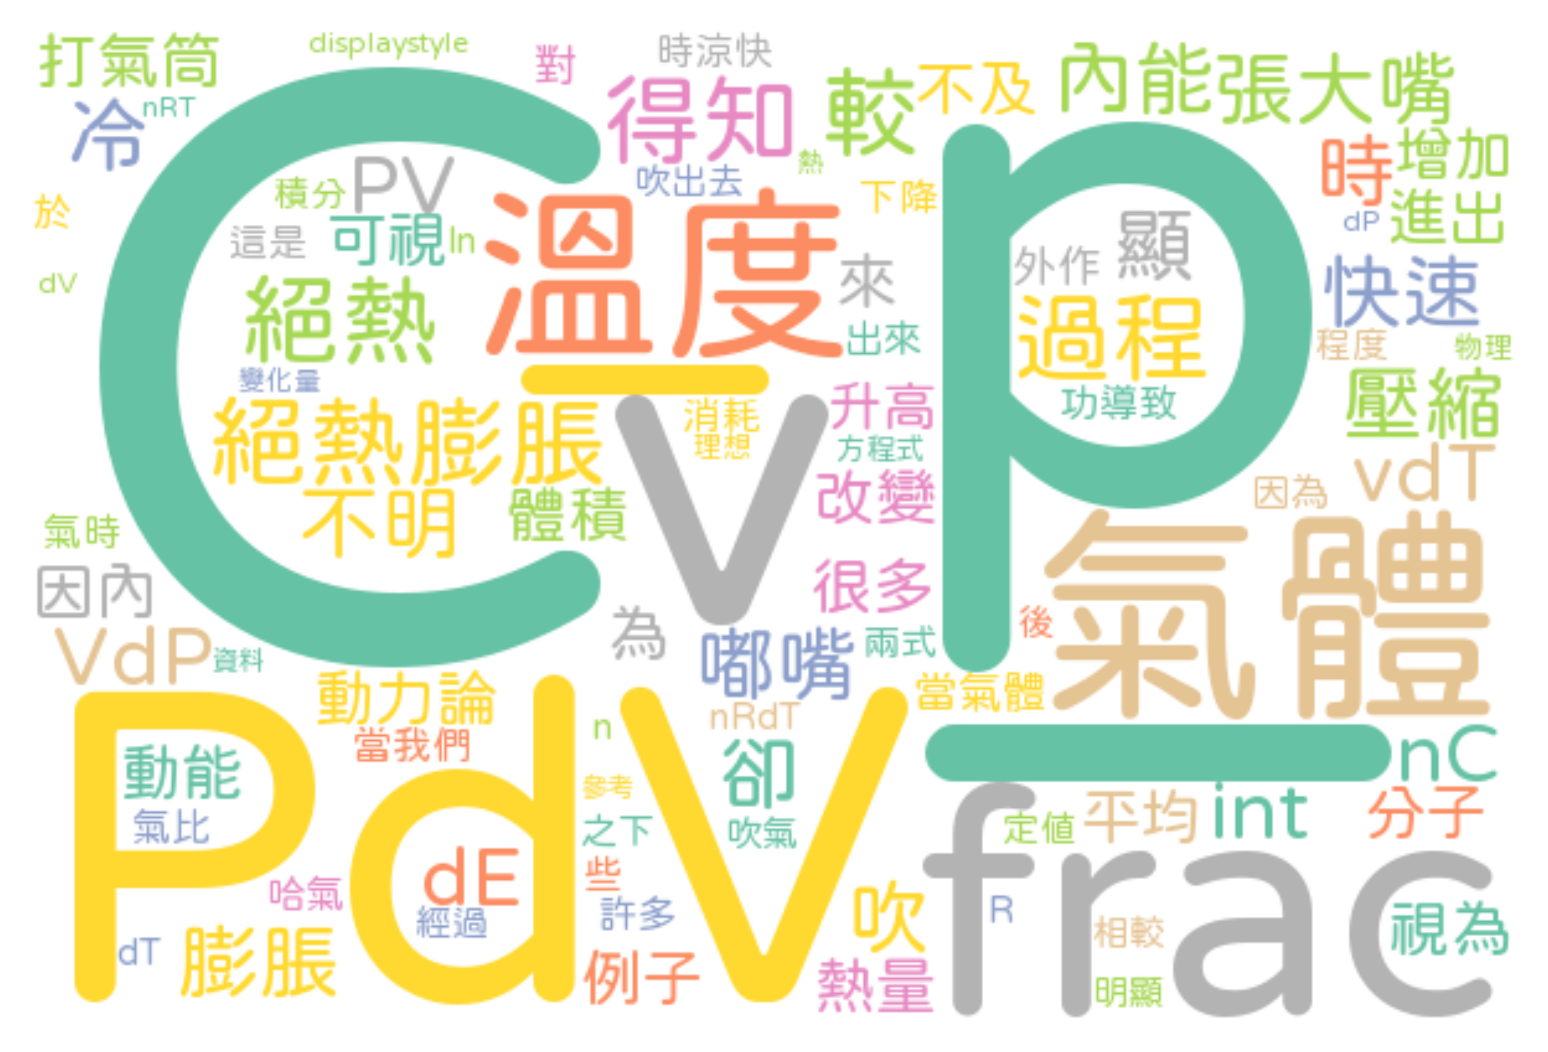 打氣筒
displaystyle
對
時涼快
冷
nRT
得知
較
不及
內能
張大嘴
C_p
積分
PV
吹出去
熱
下降
時
增加
於
這是
可視
ln
溫度
來
外作
顯
dP
進出
dV
絕熱
出來
過程
快速
變化量
程度
物理
絕熱膨脹
_V
消耗
理想
升高
方程式
功導致
壓縮
不明
體積
改變
因為
vdT
氣時
因內
很多
氣體
VdP
資料
為
嘟嘴
兩式
後
動力論
當我們
nRdT
當氣體
n
PdV
動能
氣比
卻
nC
參考
之下
吹氣
定值
平均
int
分子
哈氣
dE
些
吹
frac
經過
許多
R
相較
視為
dT
膨脹
例子
熱量
明顯